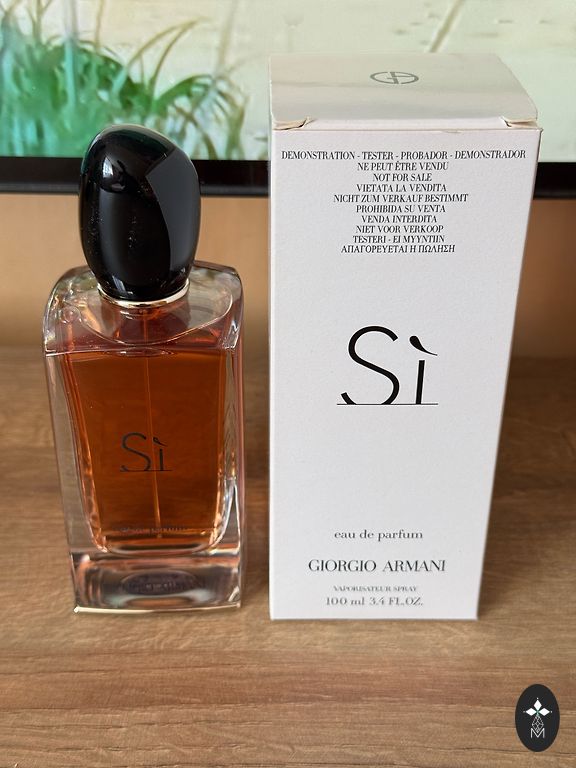 DEMONSTRATION - TESTER - PROBADOR - DEMONSTRADOR
NE PEUT ÊTRE VENDU
NOT FOR SALE
VIETATA LA VENDITA
NICHT ZUM VERKAUF BESTIMMT
PROHIBIDA SU VENTA
VENDA INTERDITA
NIET VOOR VERKOOP
TESTERI - EI MYYNTIIN
ΑΠΑΓΟΡΕΥΕΤΑΙ Η ΠΩΛΗΣΗ
Sì
eau de parfum
GIORGIO ARMANI
VAPORISATEUR SPRAY
100 ml 3.4 FL.OZ.
Sì
M